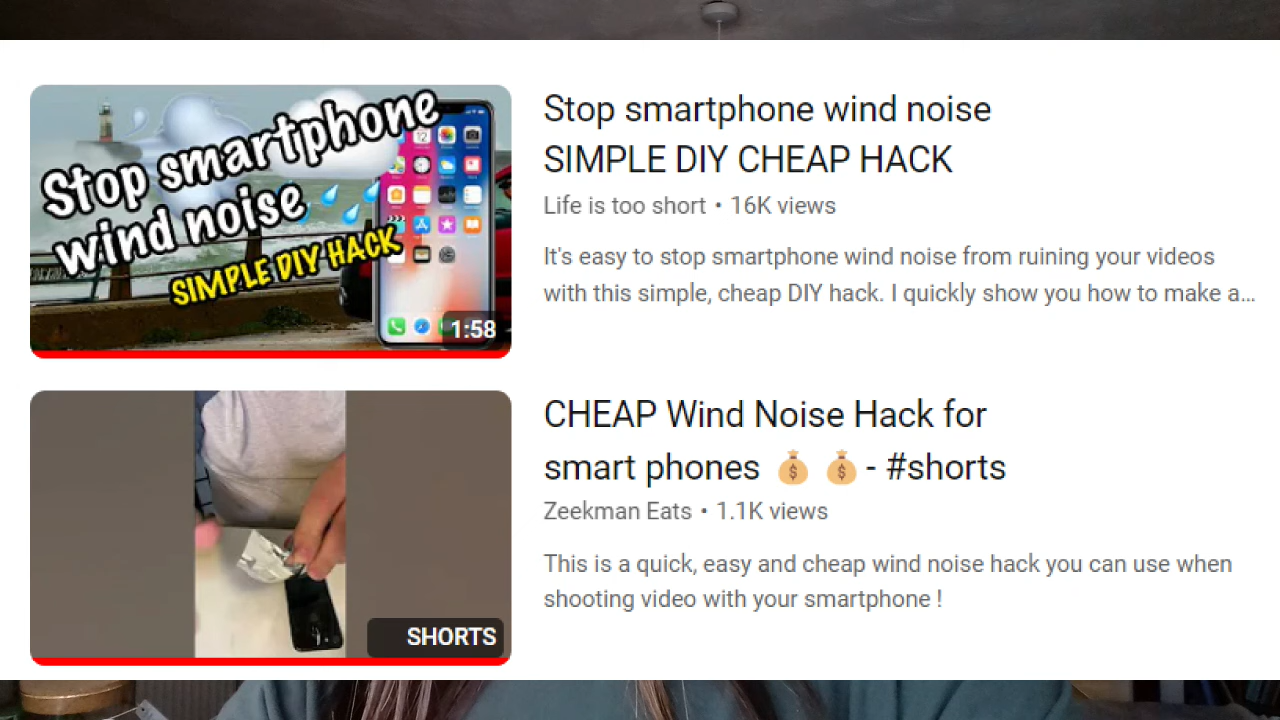 Stop smartphone
wind noise
SIMPLE DIY HACK
12
1:58
Stop smartphone wind noise
SIMPLE DIY CHEAP HACK
Life is too short • 16K views
It's easy to stop smartphone wind noise from ruining your videos
with this simple, cheap DIY hack. I quickly show you how to make a...
SHORTS
CHEAP Wind Noise Hack for
smart phones 💰 💰 - #shorts
Zeekman Eats • 1.1K views
This is a quick, easy and cheap wind noise hack you can use when
shooting video with your smartphone !